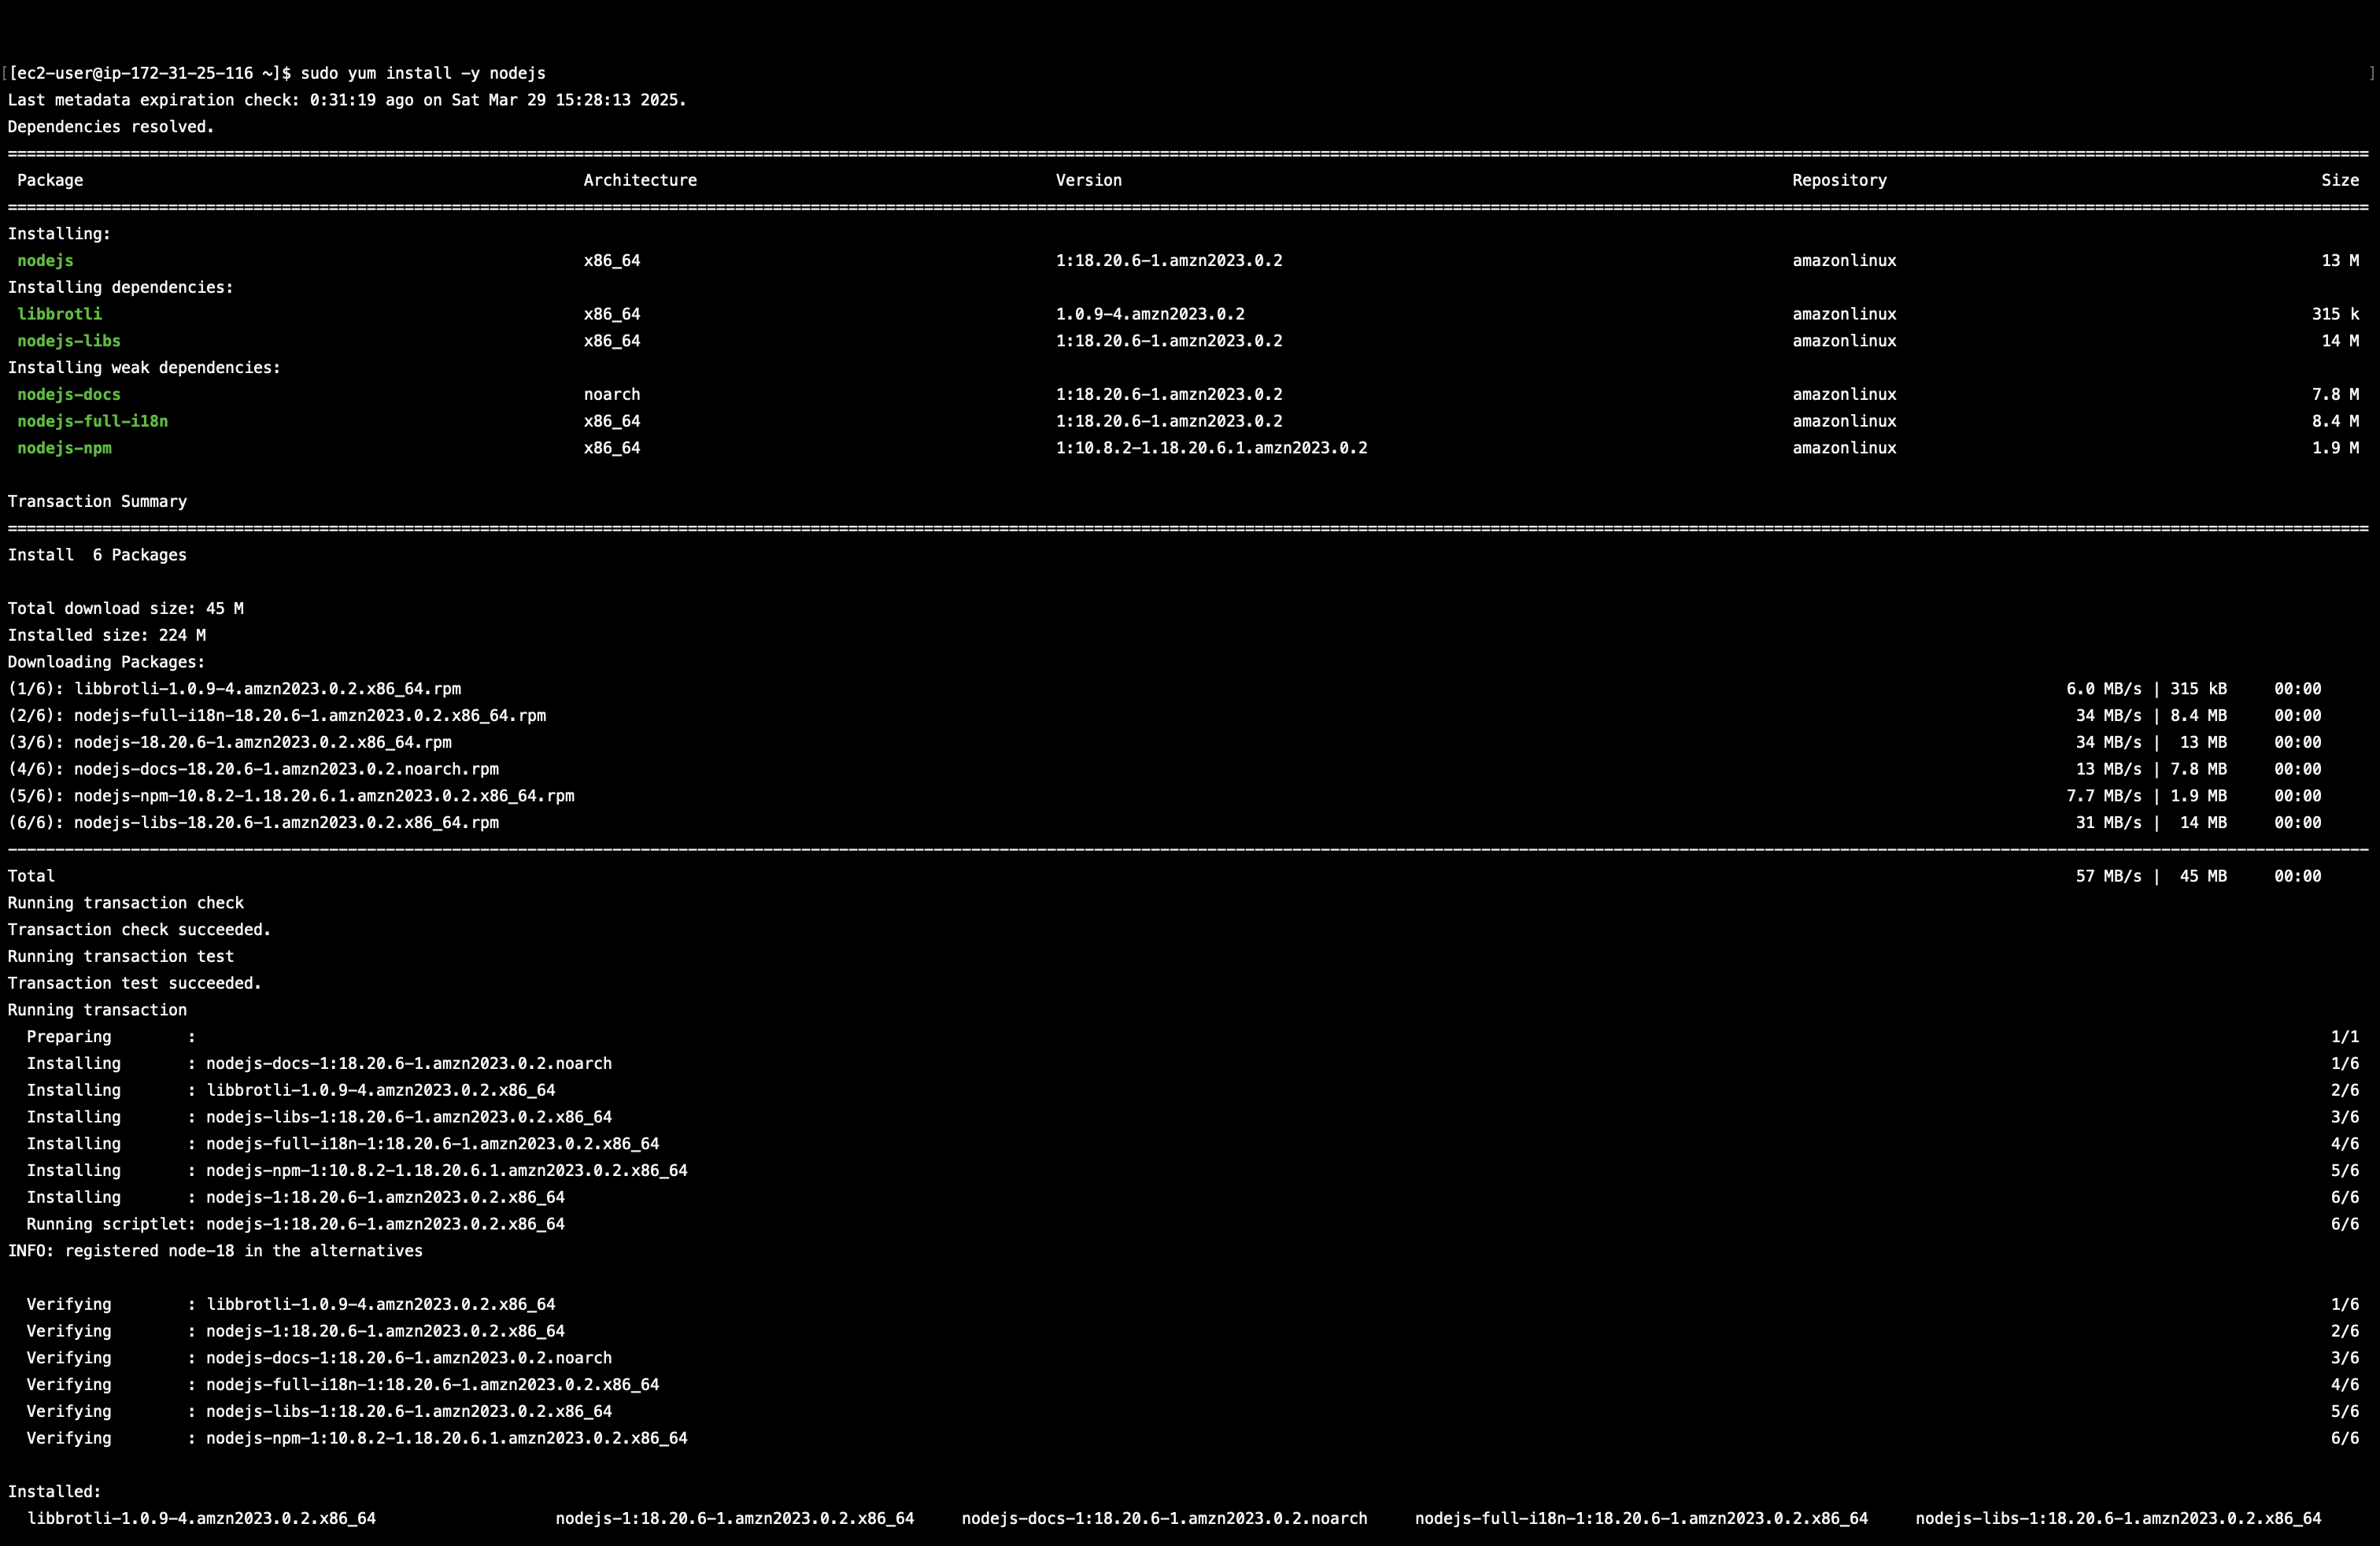 [[ec2-user@ip-172-31-25-116 ~]$ sudo yum install -y nodejs ]
Last metadata expiration check: 0:31:19 ago on Sat Mar 29 15:28:13 2025.
Dependencies resolved.
================================================================================
Package Architecture Version Repository Size
================================================================================
Installing:
nodejs x86_64 1:18.20.6-1.amzn2023.0.2 amazonlinux 13 M
Installing dependencies:
libbrotli x86_64 1.0.9-4.amzn2023.0.2 amazonlinux 315 k
nodejs-libs x86_64 1:18.20.6-1.amzn2023.0.2 amazonlinux 14 M
Installing weak dependencies:
nodejs-docs noarch 1:18.20.6-1.amzn2023.0.2 amazonlinux 7.8 M
nodejs-full-i18n x86_64 1:18.20.6-1.amzn2023.0.2 amazonlinux 8.4 M
nodejs-npm x86_64 1:10.8.2-1.18.20.6.1.amzn2023.0.2 amazonlinux 1.9 M
Transaction Summary
================================================================================
Install  6 Packages
Total download size: 45 M
Installed size: 224 M
Downloading Packages:
(1/6): libbrotli-1.0.9-4.amzn2023.0.2.x86_64.rpm 6.0 MB/s | 315 kB 00:00
(2/6): nodejs-full-i18n-18.20.6-1.amzn2023.0.2.x86_64.rpm 34 MB/s | 8.4 MB 00:00
(3/6): nodejs-18.20.6-1.amzn2023.0.2.x86_64.rpm 34 MB/s | 13 MB 00:00
(4/6): nodejs-docs-18.20.6-1.amzn2023.0.2.noarch.rpm 13 MB/s | 7.8 MB 00:00
(5/6): nodejs-npm-10.8.2-1.18.20.6.1.amzn2023.0.2.x86_64.rpm 7.7 MB/s | 1.9 MB 00:00
(6/6): nodejs-libs-18.20.6-1.amzn2023.0.2.x86_64.rpm 31 MB/s | 14 MB 00:00
--------------------------------------------------------------------------------
Total 57 MB/s | 45 MB 00:00
Running transaction check
Transaction check succeeded.
Running transaction test
Transaction test succeeded.
Running transaction
Preparing : 1/1
Installing : nodejs-docs-1:18.20.6-1.amzn2023.0.2.noarch 1/6
Installing : libbrotli-1.0.9-4.amzn2023.0.2.x86_64 2/6
Installing : nodejs-libs-1:18.20.6-1.amzn2023.0.2.x86_64 3/6
Installing : nodejs-full-i18n-1:18.20.6-1.amzn2023.0.2.x86_64 4/6
Installing : nodejs-npm-1:10.8.2-1.18.20.6.1.amzn2023.0.2.x86_64 5/6
Installing : nodejs-1:18.20.6-1.amzn2023.0.2.x86_64 6/6
Running scriptlet: nodejs-1:18.20.6-1.amzn2023.0.2.x86_64 6/6
INFO: registered node-18 in the alternatives
Verifying : libbrotli-1.0.9-4.amzn2023.0.2.x86_64 1/6
Verifying : nodejs-1:18.20.6-1.amzn2023.0.2.x86_64 2/6
Verifying : nodejs-docs-1:18.20.6-1.amzn2023.0.2.noarch 3/6
Verifying : nodejs-full-i18n-1:18.20.6-1.amzn2023.0.2.x86_64 4/6
Verifying : nodejs-libs-1:18.20.6-1.amzn2023.0.2.x86_64 5/6
Verifying : nodejs-npm-1:10.8.2-1.18.20.6.1.amzn2023.0.2.x86_64 6/6
Installed:
libbrotli-1.0.9-4.amzn2023.0.2.x86_64 nodejs-1:18.20.6-1.amzn2023.0.2.x86_64 nodejs-docs-1:18.20.6-1.amzn2023.0.2.noarch nodejs-full-i18n-1:18.20.6-1.amzn2023.0.2.x86_64 nodejs-libs-1:18.20.6-1.amzn2023.0.2.x86_64